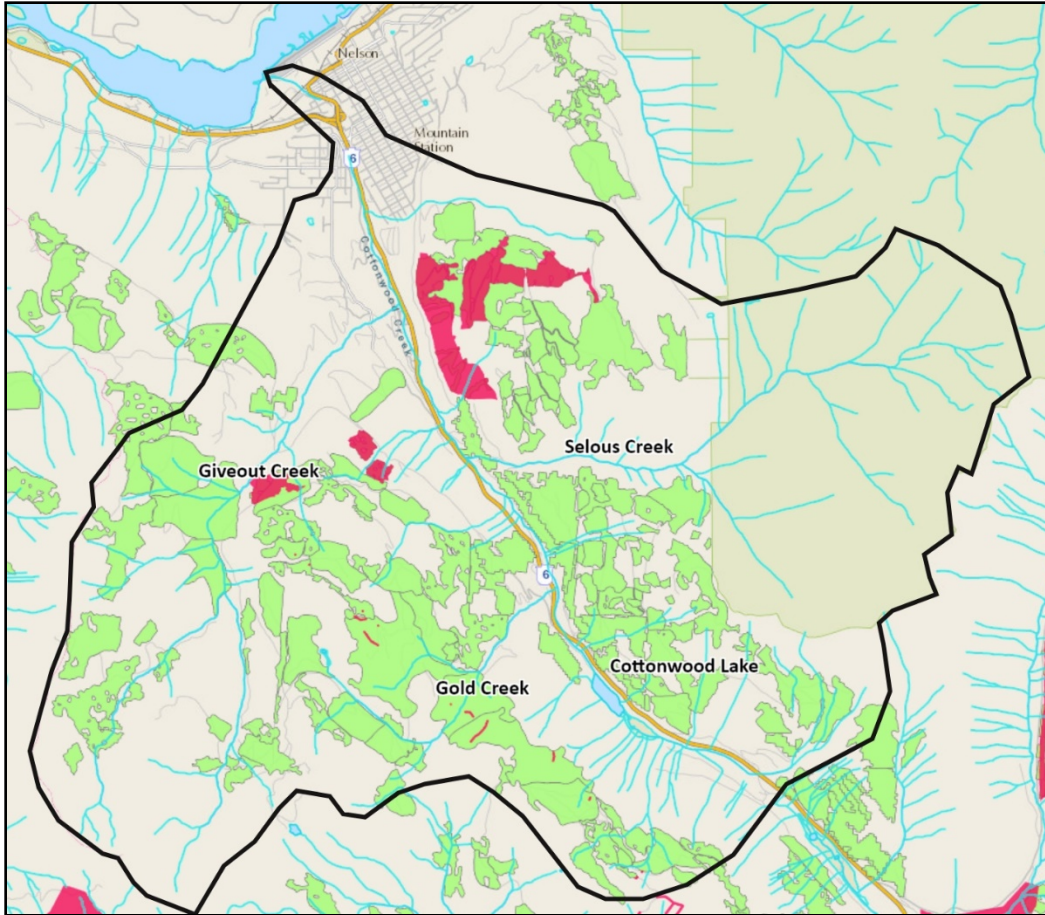 Nelson
Mountain
Station
6
Cottonwood Creek
Selous Creek
Giveout Creek
6
Cottonwood Lake
Gold Creek